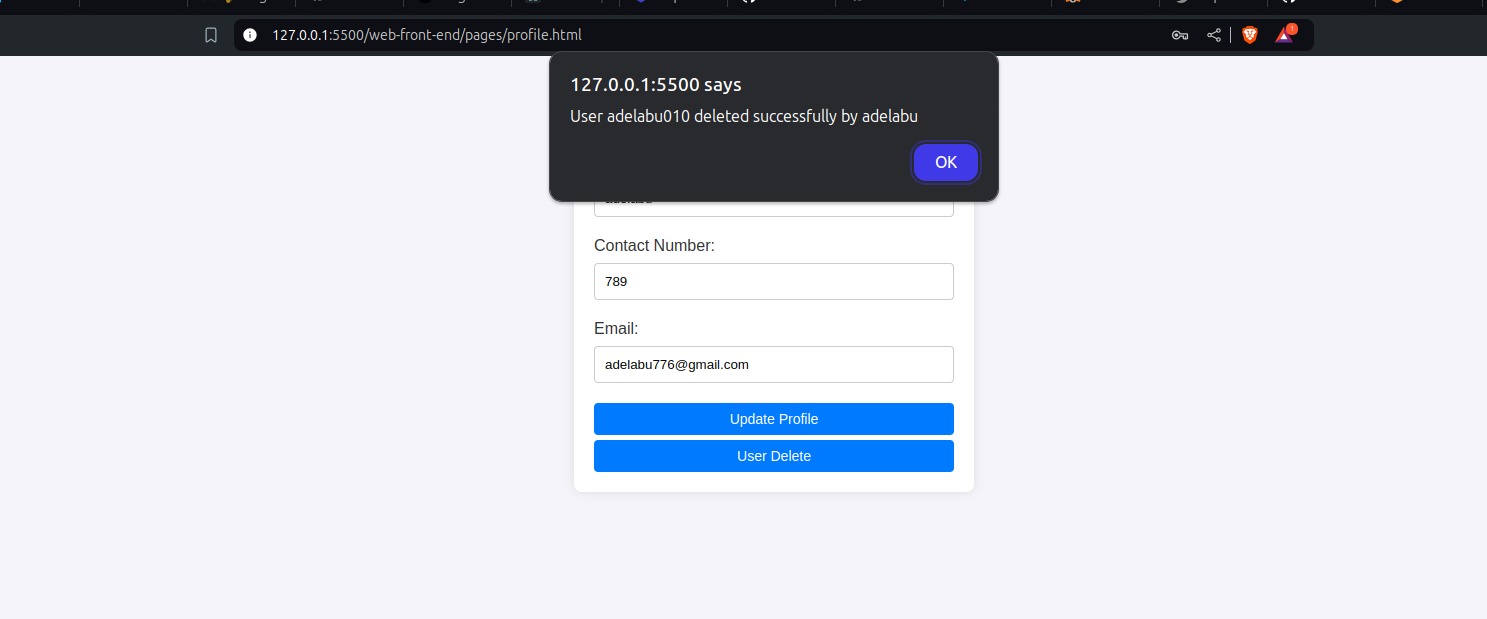 127.0.0.1:5500/web-front-end/pages/profile.html
1
127.0.0.1:5500 says
User adelabu010 deleted successfully by adelabu
OK
Contact Number:
789
Email:
adelabu776@gmail.com
Update Profile
User Delete